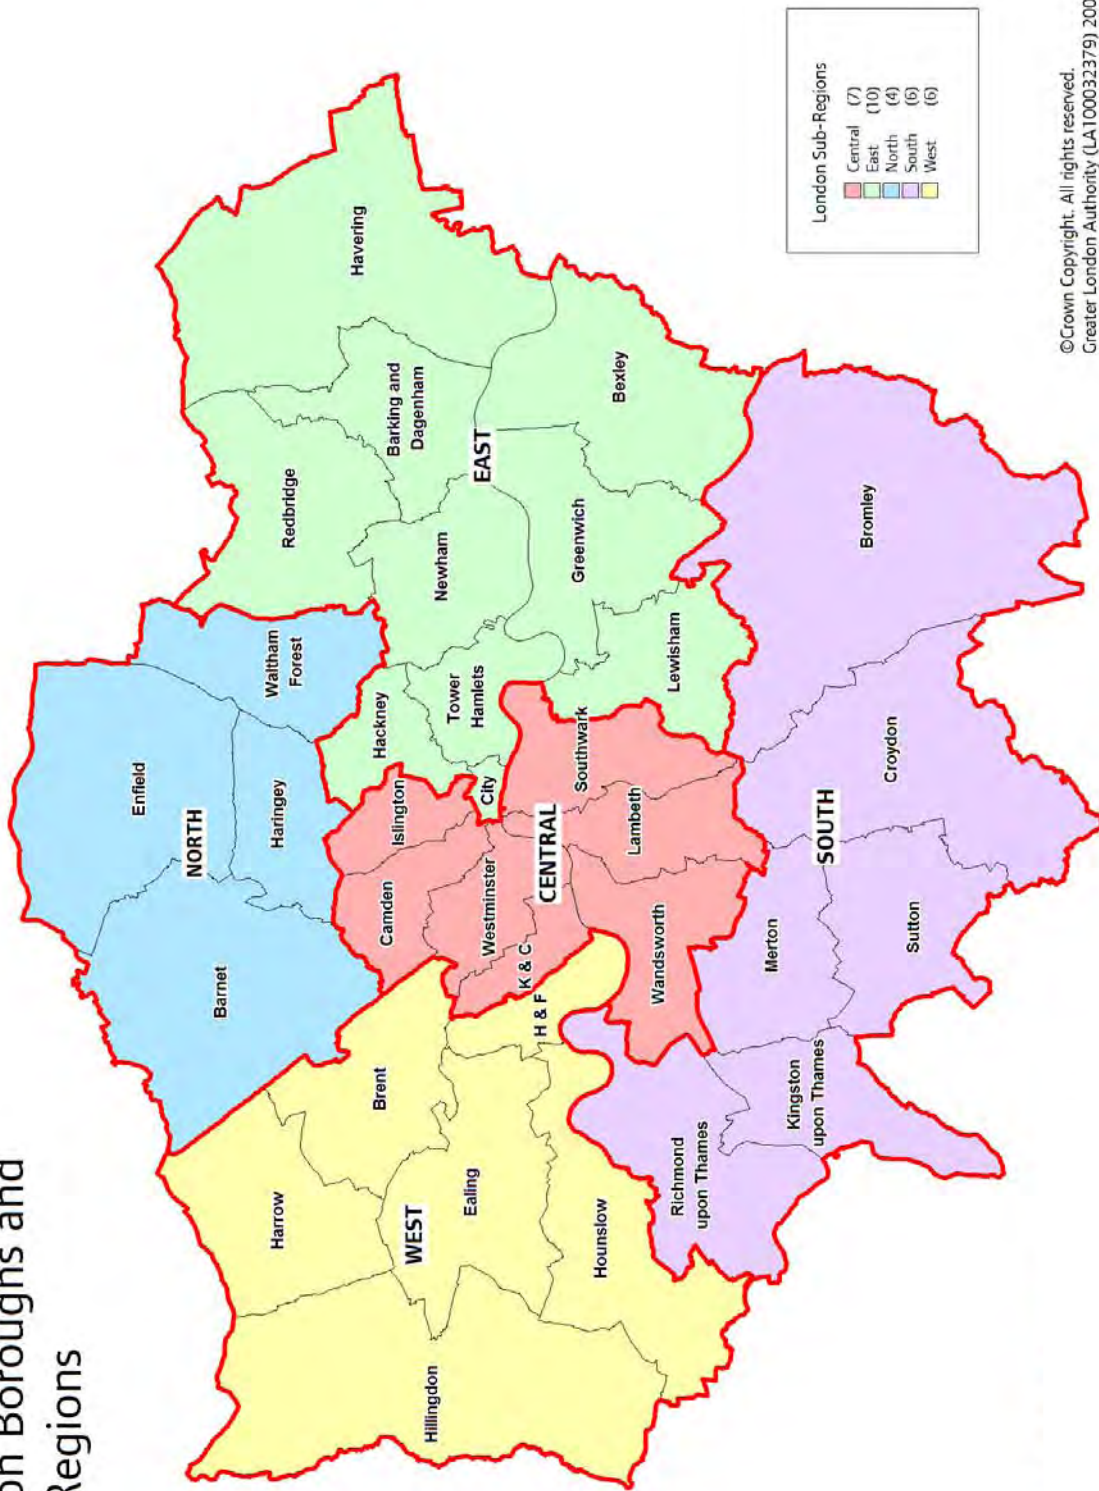 on Boroughs and
Regions
Enfield
NORTH
Barnet
Haringey
Waltham
Forest
Redbridge
Havering
Barking and
Dagenham
EAST
Newham
Hackney
Tower
Hamlets
City
Greenwich
Bexley
Lewisham
Islington
Camden
Westminster
K & C
CENTRAL
Southwark
Lambeth
Wandsworth
Harrow
Brent
WEST
Ealing
H & F
Hillingdon
Hounslow
Richmond
upon Thames
Kingston
upon Thames
Merton
SOUTH
Sutton
Croydon
Bromley
London Sub-Regions
Central (7)
East (10)
North (4)
South (6)
West (6)
©Crown Copyright. All rights reserved.
Greater London Authority (LA100032379) 200